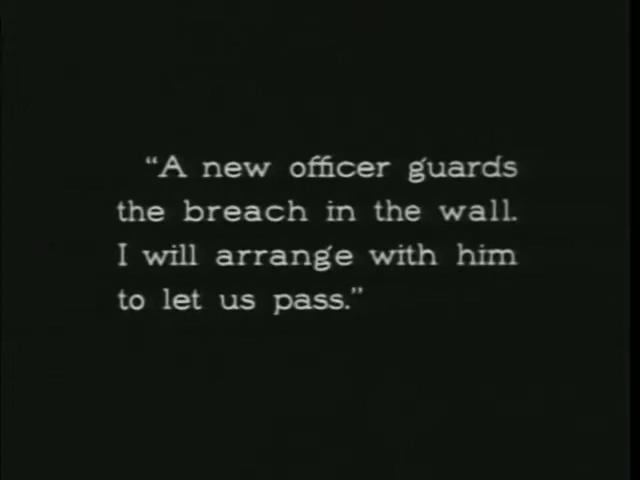 “A new officer guards
the breach in the wall.
I will arrange with him
to let us pass.”